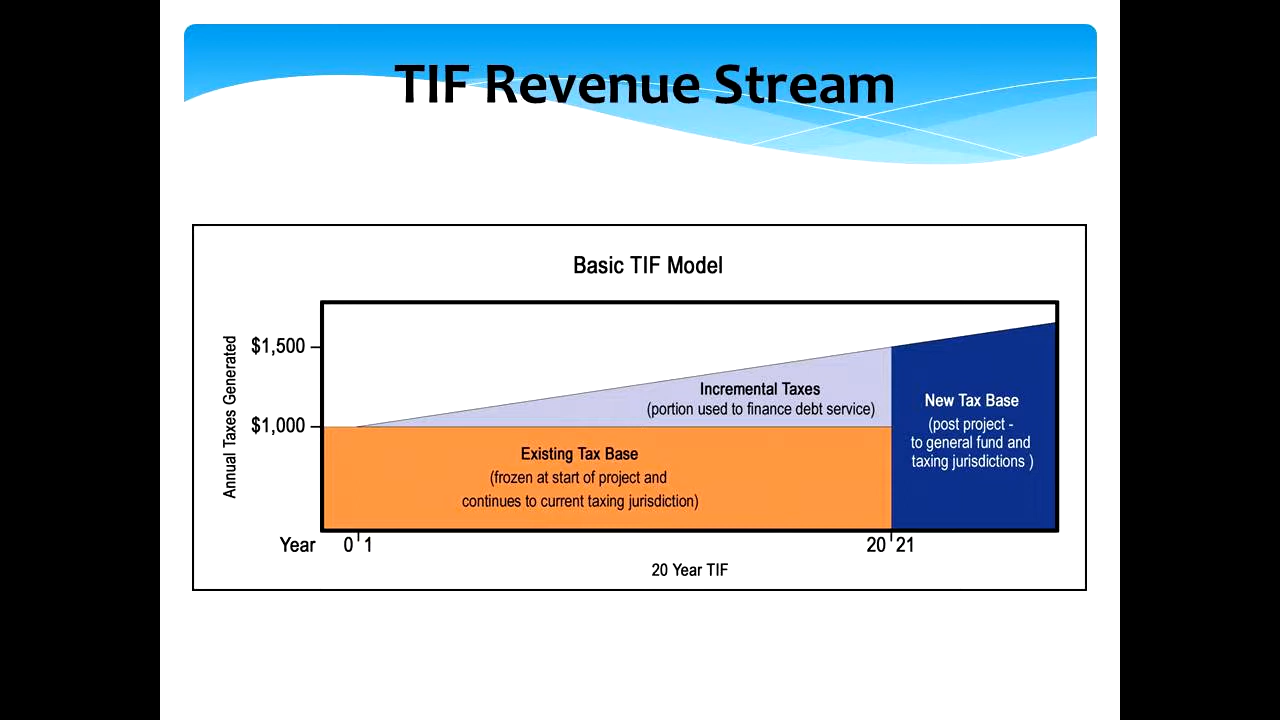 TIF Revenue Stream
Basic TIF Model
Annual Taxes Generated
$1,500
$1,000
Incremental Taxes
(portion used to finance debt service)
Existing Tax Base
(frozen at start of project and
continues to current taxing jurisdiction)
New Tax Base
(post project -
to general fund and
taxing jurisdictions )
Year 0 1 20 21
20 Year TIF